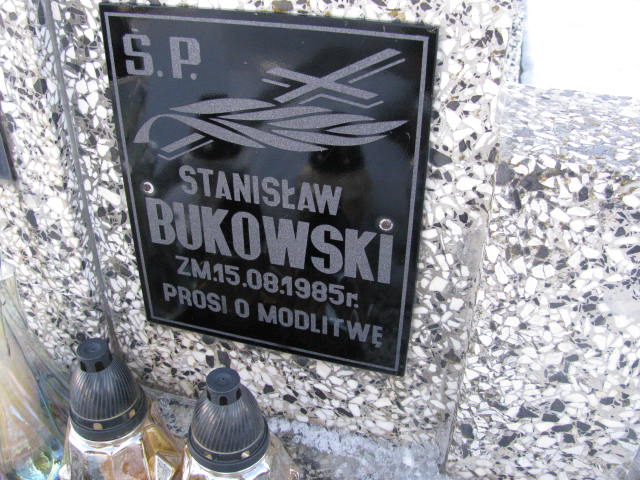 Ś.P.
STANISŁAW
BUKOWSKI
ZM.15.08.1985r.
PROSI O MODLITWĘ